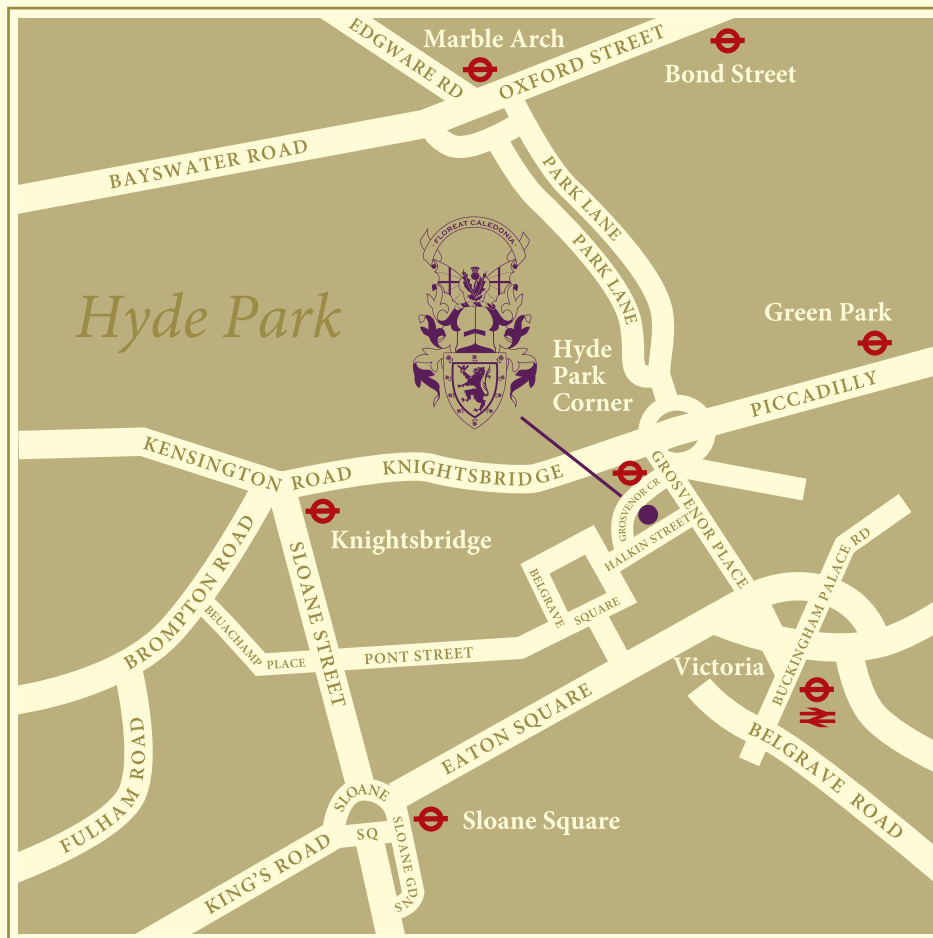 EDGWARE RD
Marble Arch
OXFORD STREET
Bond Street
BAYSWATER ROAD
PARK LANE
PARK LANE
FLOREAT CALEDONIA
Hyde Park
Green Park
Hyde
Park
Corner
PICCADILLY
KENSINGTON ROAD
KNIGHTSBRIDGE
GROSVENOR PLACE
GROSVENOR CR
HALKIN STREET
Knightsbridge
BROMPTON ROAD
SLOANE STREET
BELGRAVE SQUARE
BUCKINGHAM PALACE RD
BEUACHAMP PLACE
PONT STREET
Victoria
EATON SQUARE
BELGRAVE ROAD
FULHAM ROAD
SLOANE SQ
Sloane Square
SLOANE GDNS
KING'S ROAD